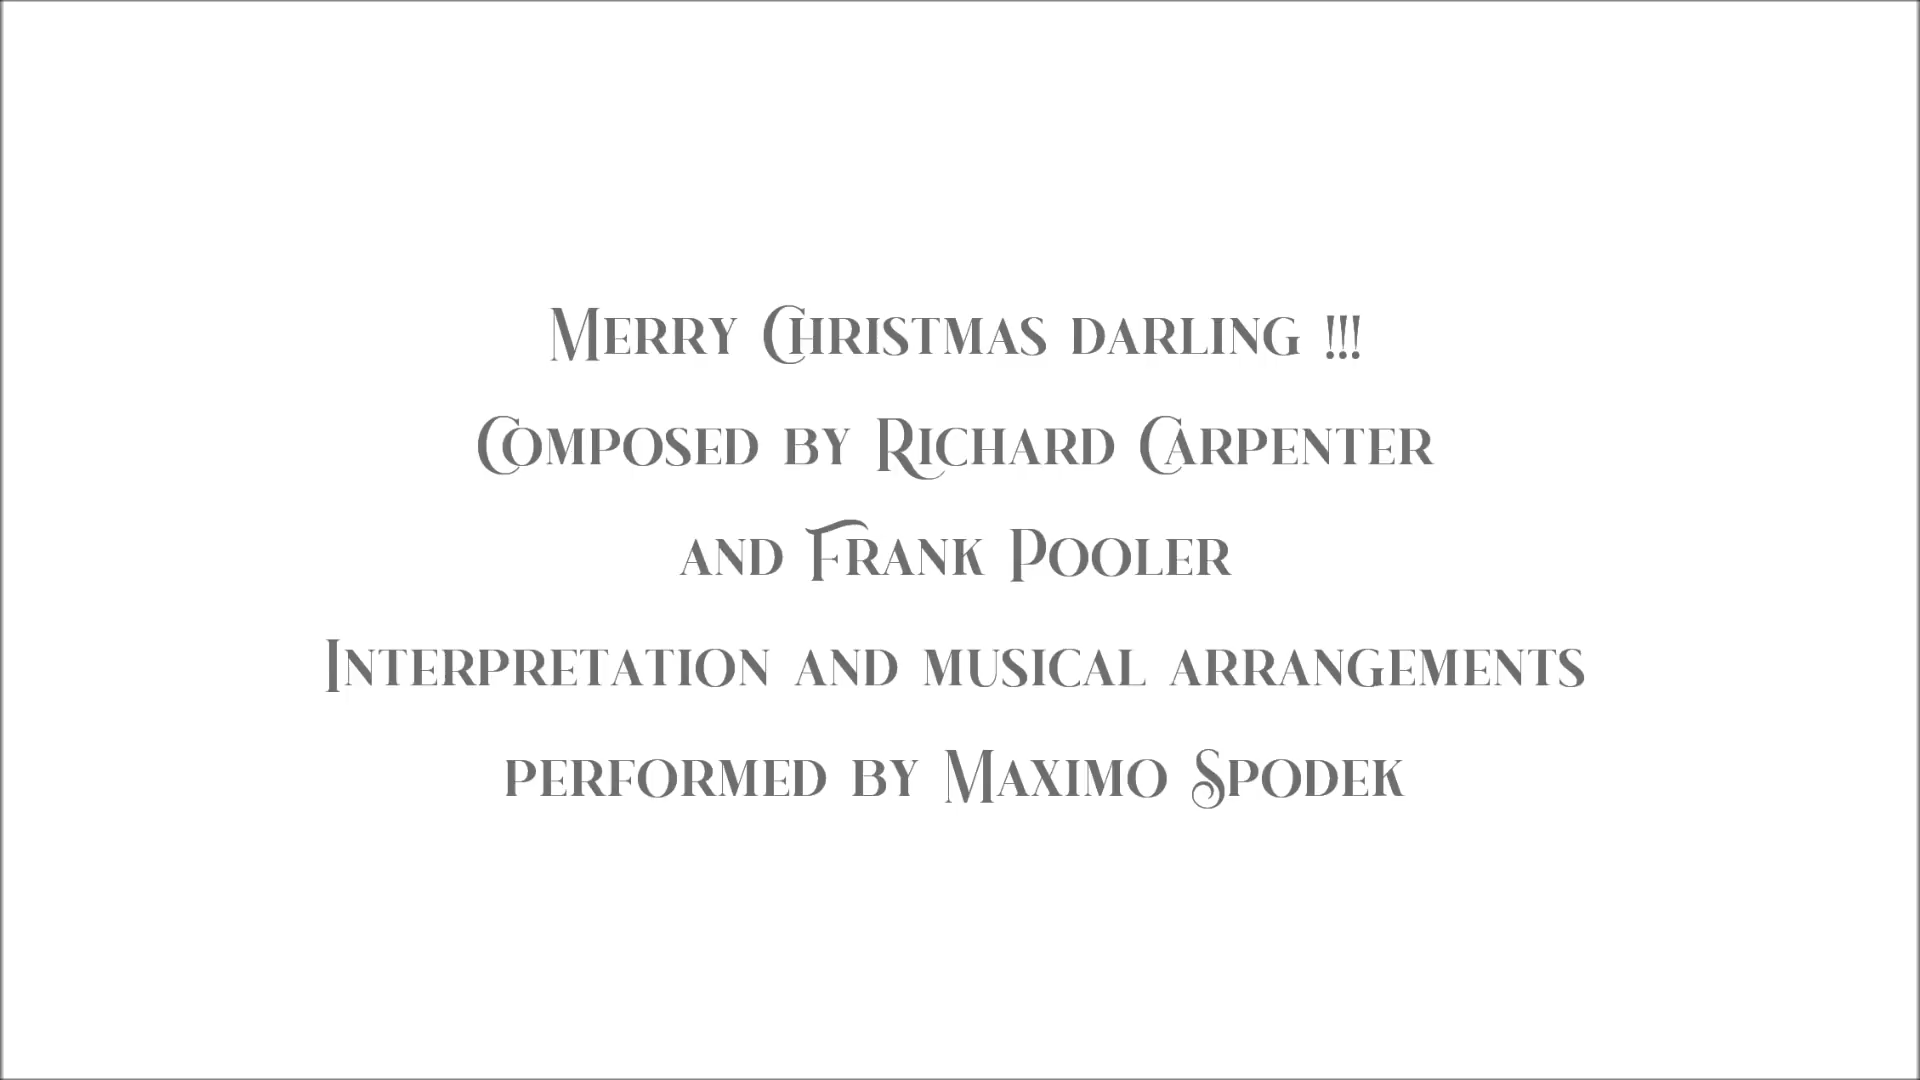 Merry Christmas darling !!!
Composed by Richard Carpenter
and Frank Pooler
Interpretation and musical arrangements
performed by Maximo Spodek